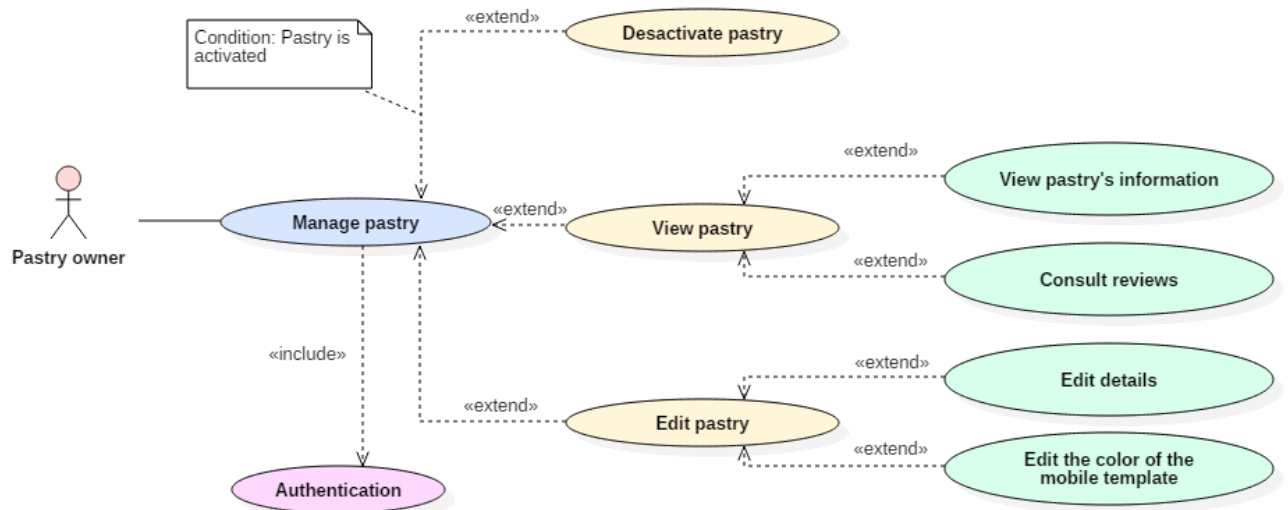 «extend»
Desactivate pastry
Condition: Pastry is
activated
«extend»
View pastry's information
Manage pastry
«extend»
View pastry
Pastry owner
«extend»
Consult reviews
«include»
«extend»
Edit details
«extend»
Edit pastry
«extend»
Edit the color of the
mobile template
Authentication